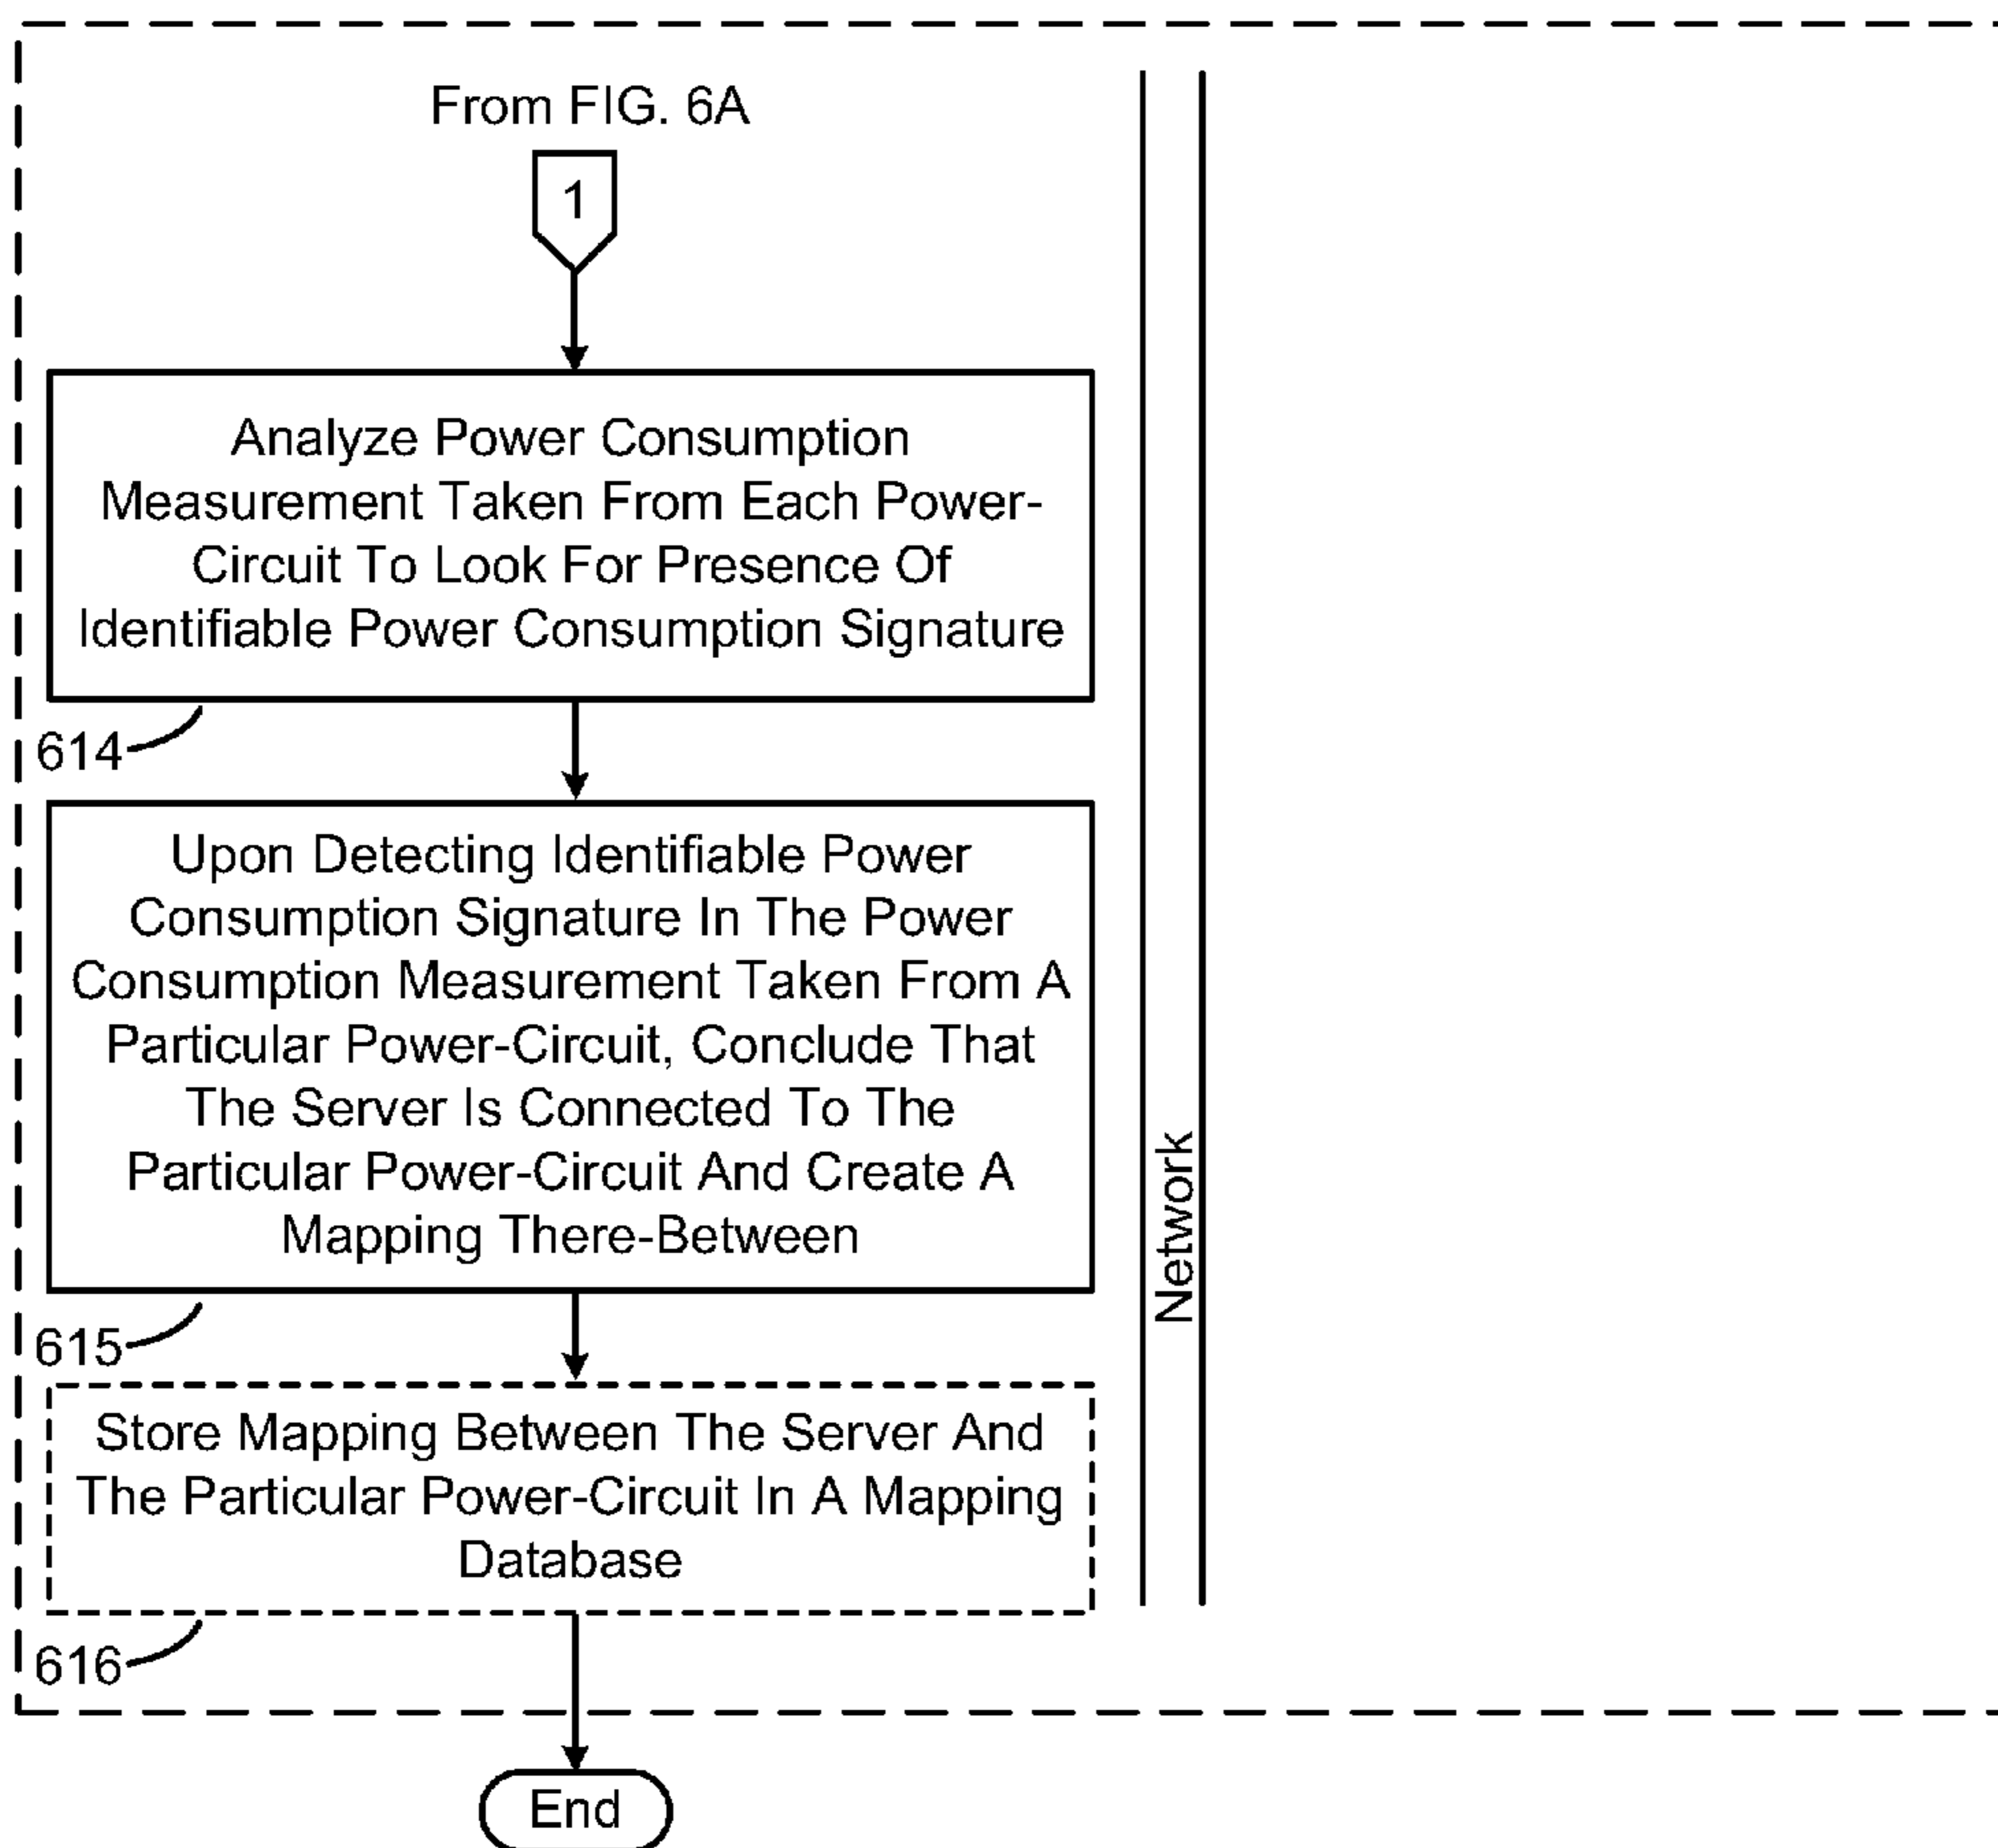 From FIG. 6A
1
Analyze Power Consumption
Measurement Taken From Each Power-
Circuit To Look For Presence Of
Identifiable Power Consumption Signature
614
Upon Detecting Identifiable Power
Consumption Signature In The Power
Consumption Measurement Taken From A
Particular Power-Circuit, Conclude That
The Server Is Connected To The
Particular Power-Circuit And Create A
Mapping There-Between
615
Store Mapping Between The Server And
The Particular Power-Circuit In A Mapping
Database
616
End
Network